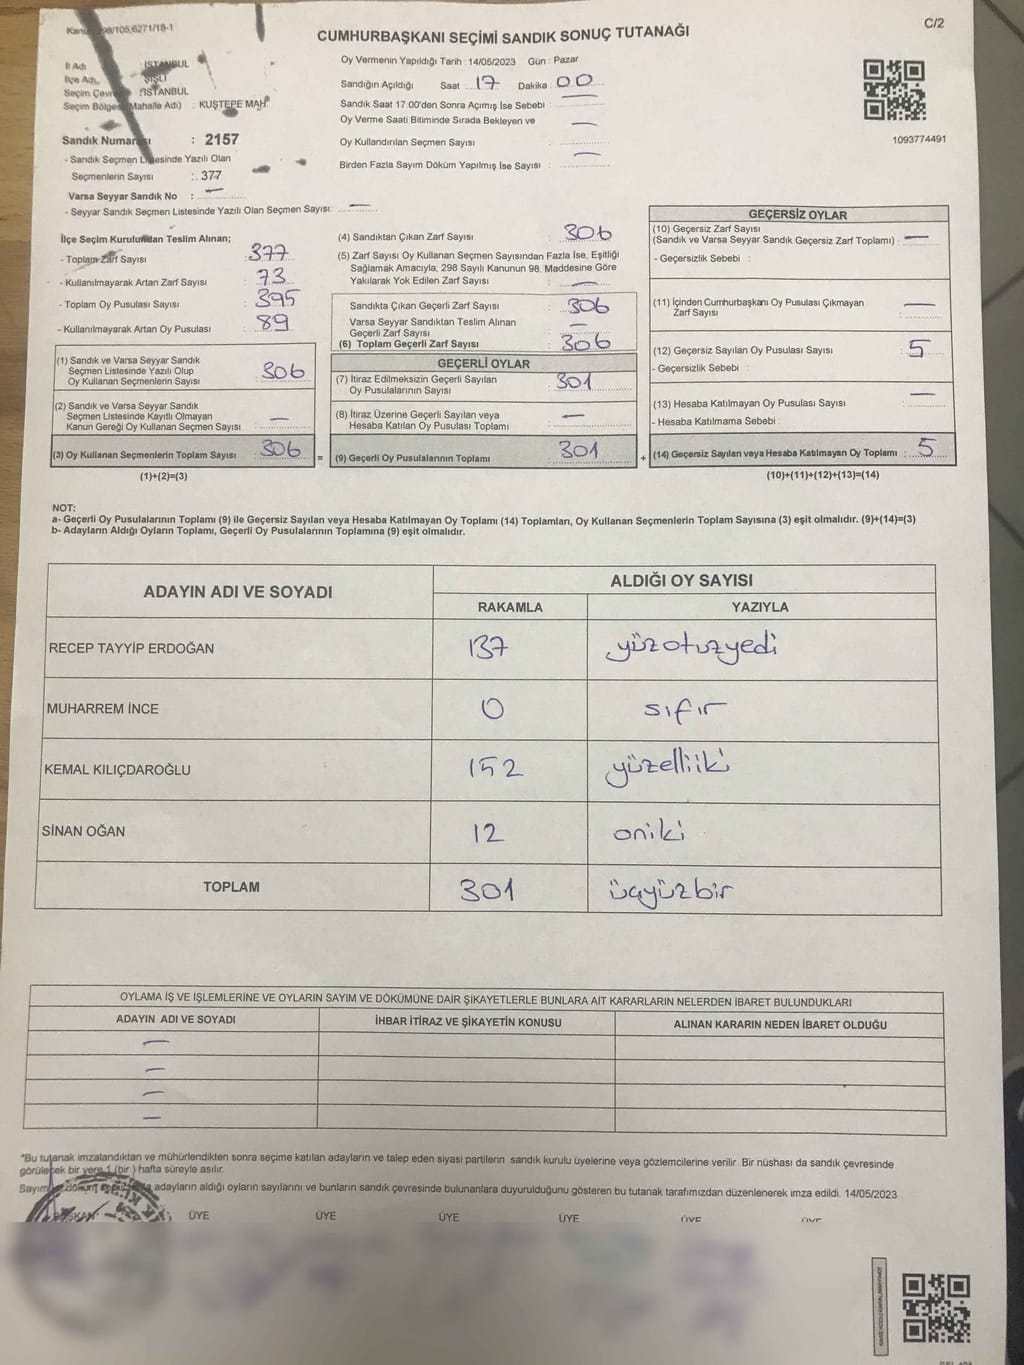 CUMHURBAŞKANI SEÇİMİ SANDIK SONUÇ TUTANAĞI
C/2
98/105;6271/18-1
İl Adı : İSTANBUL
İlçe Adı : ŞİŞLİ
Seçim Çevre : İSTANBUL
Seçim Bölgesi (Mahalle Adı) : KUŞTEPE MAH.
Sandık Numarası : 2157
- Sandık Seçmen Listesinde Yazılı Olan
Seçmenlerin Sayısı : 377
Varsa Seyyar Sandık No : —
- Seyyar Sandık Seçmen Listesinde Yazılı Olan Seçmen Sayısı: —
Oy Vermenin Yapıldığı Tarih : 14/05/2023 Gün : Pazar
Sandığın Açıldığı Saat : 17 Dakika : 00
Sandık Saat 17.00'den Sonra Açımış İse Sebebi : —
Oy Verme Saati Bitiminde Sırada Bekleyen ve
Oy Kullandırılan Seçmen Sayısı : —
Birden Fazla Sayım Döküm Yapılmış İse Sayısı : —
1093774491
İlçe Seçim Kurulundan Teslim Alınan;
- Toplam Zarf Sayısı : 377
- Kullanılmayarak Artan Zarf Sayısı : 73
- Toplam Oy Pusulası Sayısı : 395
- Kullanılmayarak Artan Oy Pusulası : 89
(1) Sandık ve Varsa Seyyar Sandık
Seçmen Listesinde Yazılı Olup
Oy Kullanan Seçmenlerin Sayısı : 306
(2) Sandık ve Varsa Seyyar Sandık
Seçmen Listesinde Kayıtlı Olmayan
Kanun Gereği Oy Kullanan Seçmen Sayısı : —
(3) Oy Kullanan Seçmenlerin Toplam Sayısı : 306
(1)+(2)=(3)
(4) Sandıktan Çıkan Zarf Sayısı : 306
(5) Zarf Sayısı Oy Kullanan Seçmen Sayısından Fazla İse, Eşitliği
Sağlamak Amacıyla, 298 Sayılı Kanunun 98. Maddesine Göre
Yakılarak Yok Edilen Zarf Sayısı : —
Sandıkta Çıkan Geçerli Zarf Sayısı : 306
Varsa Seyyar Sandıktan Teslim Alınan
Geçerli Zarf Sayısı : —
(6) Toplam Geçerli Zarf Sayısı : 306
GEÇERLİ OYLAR
(7) İtiraz Edilmeksizin Geçerli Sayılan
Oy Pusulalarının Sayısı : 301
(8) İtiraz Üzerine Geçerli Sayılan veya
Hesaba Katılan Oy Pusulası Toplamı : —
= (9) Geçerli Oy Pusulalarının Toplamı : 301
GEÇERSİZ OYLAR
(10) Geçersiz Zarf Sayısı
(Sandık ve Varsa Seyyar Sandık Geçersiz Zarf Toplamı) : —
- Geçersizlik Sebebi :
(11) İçinden Cumhurbaşkanı Oy Pusulası Çıkmayan
Zarf Sayısı : —
(12) Geçersiz Sayılan Oy Pusulası Sayısı : 5
- Geçersizlik Sebebi :
(13) Hesaba Katılmayan Oy Pusulası Sayısı : —
- Hesaba Katılmama Sebebi :
+ (14) Geçersiz Sayılan veya Hesaba Katılmayan Oy Toplamı : 5
(10)+(11)+(12)+(13)=(14)
NOT:
a- Geçerli Oy Pusulalarının Toplamı (9) ile Geçersiz Sayılan veya Hesaba Katılmayan Oy Toplamı (14) Toplamları, Oy Kullanan Seçmenlerin Toplam Sayısına (3) eşit olmalıdır. (9)+(14)=(3)
b- Adayların Aldığı Oyların Toplamı, Geçerli Oy Pusulalarının Toplamına (9) eşit olmalıdır.
ADAYIN ADI VE SOYADI ALDIĞI OY SAYISI
RAKAMLA YAZIYLA
RECEP TAYYİP ERDOĞAN 137 yüzotuzyedi
MUHARREM İNCE 0 sıfır
KEMAL KILIÇDAROĞLU 152 yüzelliiki
SİNAN OĞAN 12 oniki
TOPLAM 301 üçyüzbir
OYLAMA İŞ VE İŞLEMLERİNE VE OYLARIN SAYIM VE DÖKÜMÜNE DAİR ŞİKAYETLERLE BUNLARA AİT KARARLARIN NELERDEN İBARET BULUNDUKLARI
ADAYIN ADI VE SOYADI İHBAR İTİRAZ VE ŞİKAYETİN KONUSU ALINAN KARARIN NEDEN İBARET OLDUĞU
—
—
—
—
*Bu tutanak imzalandıktan ve mühürlendikten sonra seçime katılan adayların ve talep eden siyasi partilerin sandık kurulu üyelerine veya gözlemcilerine verilir. Bir nüshası da sandık çevresinde
görülecek bir yere 1 (bir) hafta süreyle asılır.
Sayım adayların aldığı oyların sayılarını ve bunların sandık çevresinde bulunanlara duyurulduğunu gösteren bu tutanak tarafımızdan düzenlenerek imza edildi. 14/05/2023
BAŞKAN ÜYE ÜYE ÜYE ÜYE ÜYE ÜYE